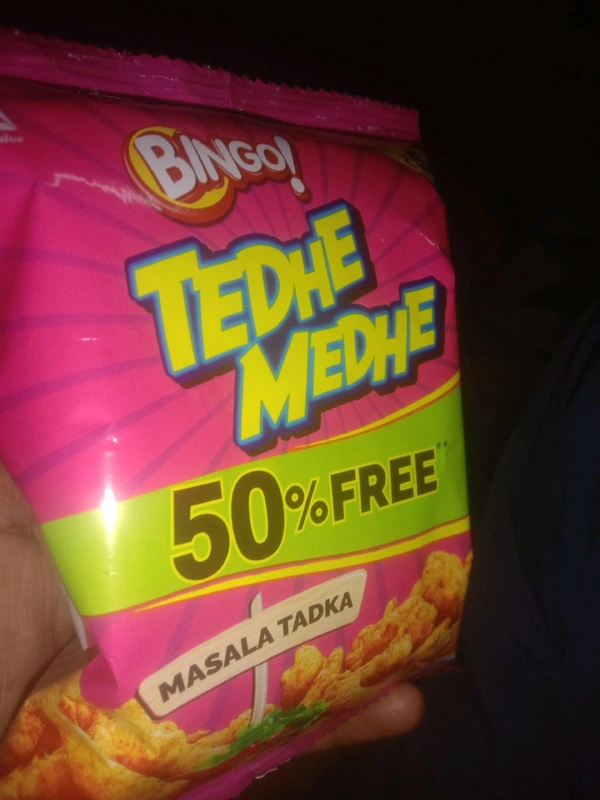 BINGO!
TEDHE
MEDHE
50% FREE**
MASALA TADKA